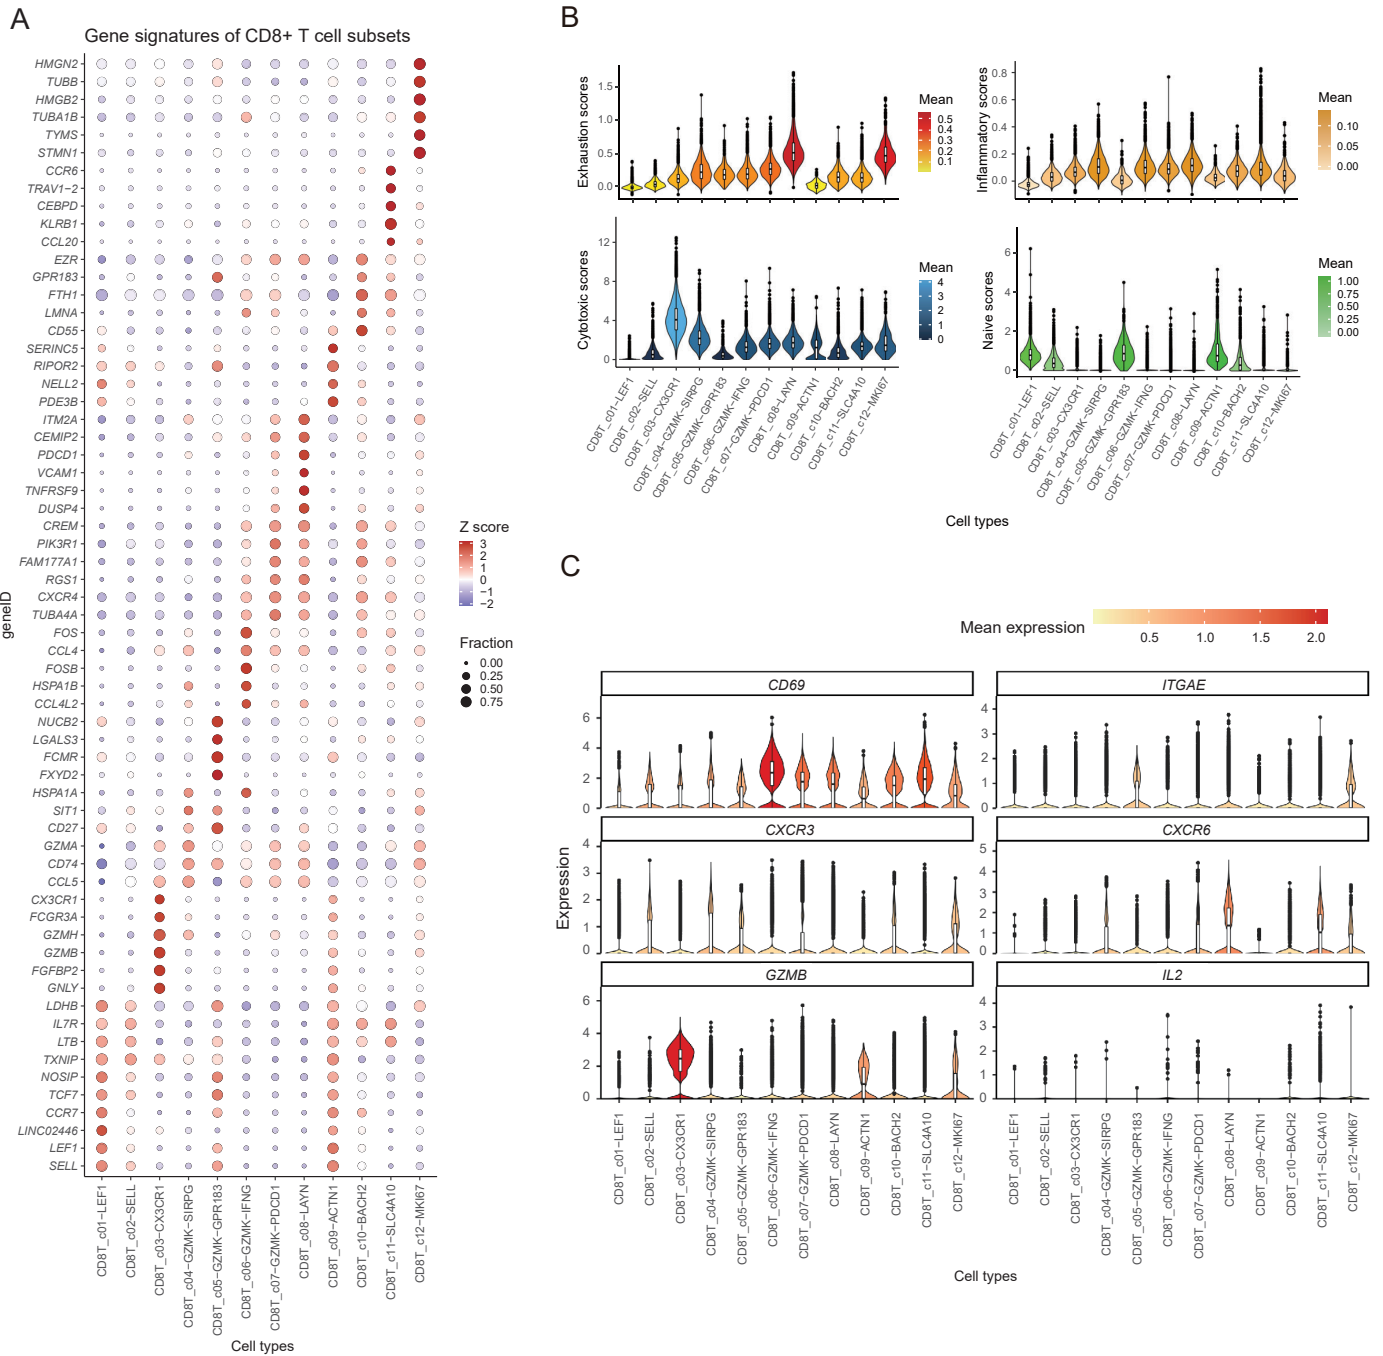 A
Gene signatures of CD8+ T cell subsets
geneID
HMGN2
TUBB
HMGB2
TUBA1B
TYMS
STMN1
CCR6
TRAV1−2
CEBPD
KLRB1
CCL20
EZR
GPR183
FTH1
LMNA
CD55
SERINC5
RIPOR2
NELL2
PDE3B
ITM2A
CEMIP2
PDCD1
VCAM1
TNFRSF9
DUSP4
CREM
PIK3R1
FAM177A1
RGS1
CXCR4
TUBA4A
FOS
CCL4
FOSB
HSPA1B
CCL4L2
NUCB2
LGALS3
FCMR
FXYD2
HSPA1A
SIT1
CD27
GZMA
CD74
CCL5
CX3CR1
FCGR3A
GZMH
GZMB
FGFBP2
GNLY
LDHB
IL7R
LTB
TXNIP
NOSIP
TCF7
CCR7
LINC02446
LEF1
SELL
CD8T_c01−LEF1
CD8T_c02−SELL
CD8T_c03−CX3CR1
CD8T_c04−GZMK−SIRPG
CD8T_c05−GZMK−GPR183
CD8T_c06−GZMK−IFNG
CD8T_c07−GZMK−PDCD1
CD8T_c08−LAYN
CD8T_c09−ACTN1
CD8T_c10−BACH2
CD8T_c11−SLC4A10
CD8T_c12−MKI67
Cell types
Z score
3
2
1
0
−1
−2
Fraction
0.00
0.25
0.50
0.75
B
Exhaustion scores
1.5
1.0
0.5
0.0
Mean
0.5
0.4
0.3
0.2
0.1
Inflammatory scores
0.8
0.6
0.4
0.2
0.0
Mean
0.10
0.05
0.00
Cytotoxic scores
12
8
4
0
Mean
4
3
2
1
0
CD8T_c01−LEF1
CD8T_c02−SELL
CD8T_c03−CX3CR1
CD8T_c04−GZMK−SIRPG
CD8T_c05−GZMK−GPR183
CD8T_c06−GZMK−IFNG
CD8T_c07−GZMK−PDCD1
CD8T_c08−LAYN
CD8T_c09−ACTN1
CD8T_c10−BACH2
CD8T_c11−SLC4A10
CD8T_c12−MKI67
Naive scores
6
4
2
0
Mean
1.00
0.75
0.50
0.25
0.00
CD8T_c01−LEF1
CD8T_c02−SELL
CD8T_c03−CX3CR1
CD8T_c04−GZMK−SIRPG
CD8T_c05−GZMK−GPR183
CD8T_c06−GZMK−IFNG
CD8T_c07−GZMK−PDCD1
CD8T_c08−LAYN
CD8T_c09−ACTN1
CD8T_c10−BACH2
CD8T_c11−SLC4A10
CD8T_c12−MKI67
Cell types
C
Mean expression
0.5 1.0 1.5 2.0
Expression
CD69
6
4
2
0
ITGAE
4
3
2
1
0
CXCR3
4
3
2
1
0
CXCR6
5
4
3
2
1
0
GZMB
6
4
2
0
IL2
4
3
2
1
0
CD8T_c01−LEF1
CD8T_c02−SELL
CD8T_c03−CX3CR1
CD8T_c04−GZMK−SIRPG
CD8T_c05−GZMK−GPR183
CD8T_c06−GZMK−IFNG
CD8T_c07−GZMK−PDCD1
CD8T_c08−LAYN
CD8T_c09−ACTN1
CD8T_c10−BACH2
CD8T_c11−SLC4A10
CD8T_c12−MKI67
CD8T_c01−LEF1
CD8T_c02−SELL
CD8T_c03−CX3CR1
CD8T_c04−GZMK−SIRPG
CD8T_c05−GZMK−GPR183
CD8T_c06−GZMK−IFNG
CD8T_c07−GZMK−PDCD1
CD8T_c08−LAYN
CD8T_c09−ACTN1
CD8T_c10−BACH2
CD8T_c11−SLC4A10
CD8T_c12−MKI67
Cell types